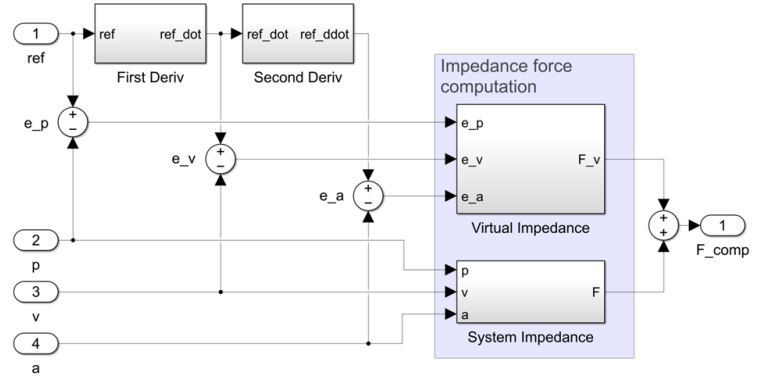 1
ref
ref
ref_dot
First Deriv
ref_dot
ref_ddot
Second Deriv
Impedance force
computation
e_p
+
−
e_v
+
−
e_a
+
−
e_p
e_v
e_a
F_v
Virtual Impedance
2
p
3
v
4
a
p
v
a
F
System Impedance
+
+
1
F_comp